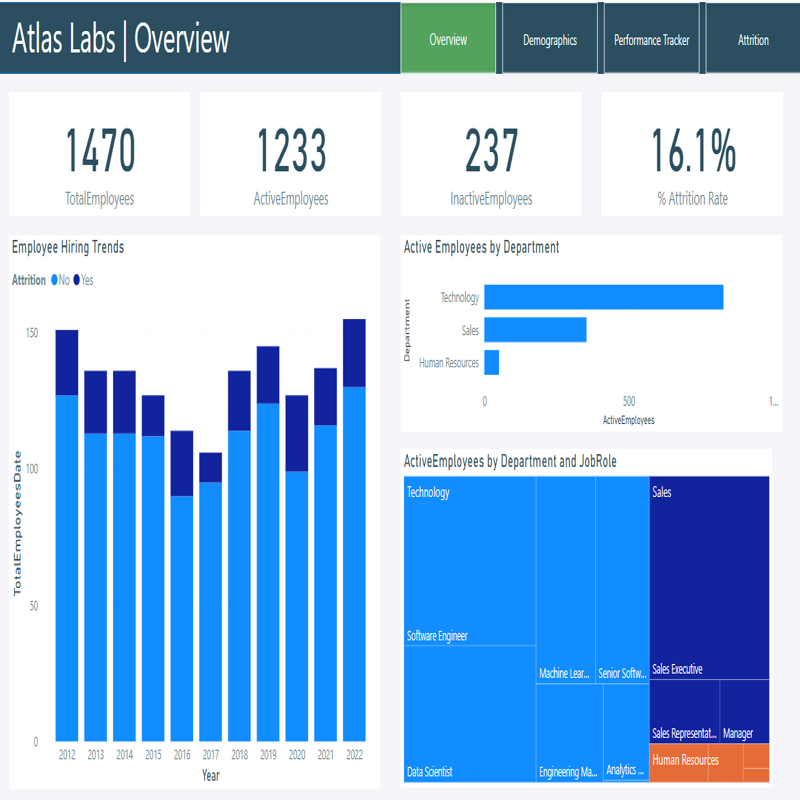 Atlas Labs | Overview
Overview
Demographics
Performance Tracker
Attrition
1470
TotalEmployees
1233
ActiveEmployees
237
InactiveEmployees
16.1%
% Attrition Rate
Employee Hiring Trends
Attrition No Yes
150
100
50
0
TotalEmployeesDate
2012 2013 2014 2015 2016 2017 2018 2019 2020 2021 2022
Year
Active Employees by Department
Department
Technology
Sales
Human Resources
0 500 1...
ActiveEmployees
ActiveEmployees by Department and JobRole
Technology
Software Engineer
Data Scientist
Machine Lear...
Senior Softw...
Engineering Ma...
Analytics ...
Sales
Sales Executive
Sales Representat...
Manager
Human Resources